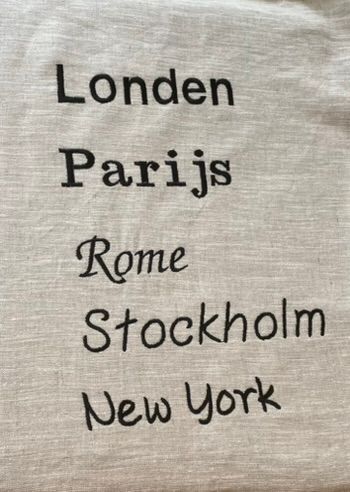 Londen
Parijs
Rome
Stockholm
New York